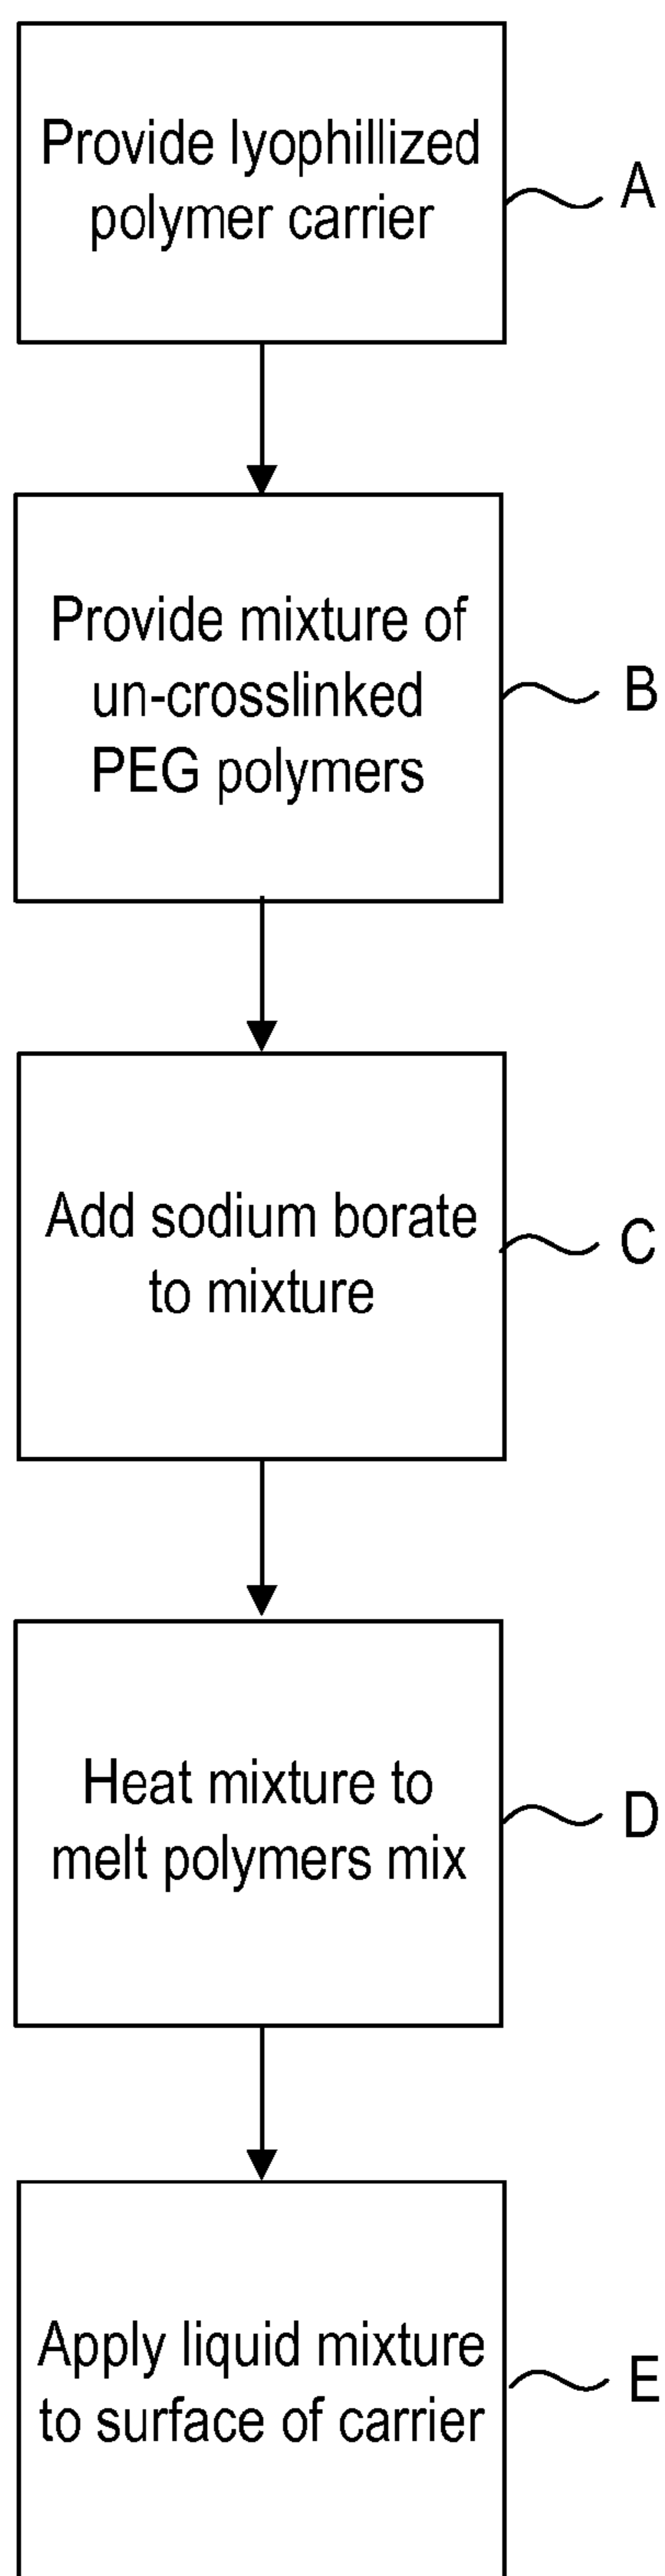 Provide lyophillized
polymer carrier
A
Provide mixture of
un-crosslinked
PEG polymers
B
Add sodium borate
to mixture
C
Heat mixture to
melt polymers mix
D
Apply liquid mixture
to surface of carrier
E